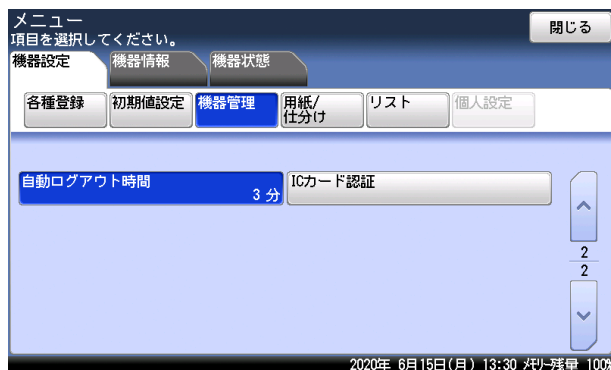 メニュー
項目を選択してください。
閉じる
機器設定 機器情報 機器状態
各種登録 初期値設定 機器管理 用紙/ リスト 個人設定
仕分け
自動ログアウト時間 ICカード認証
3 分
2
2
2020年 6月15日(月) 13:30 メモリー残量 100%